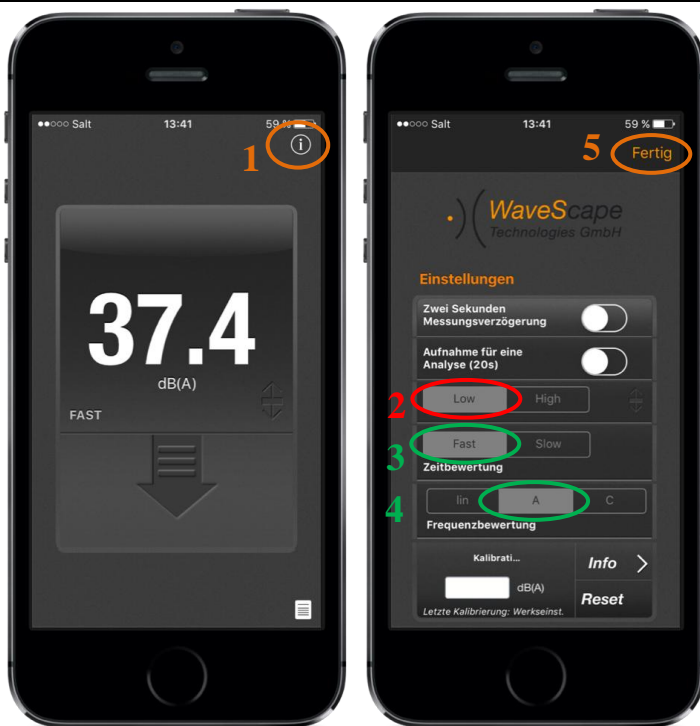 ●●○○○ Salt 13:41 59 %
1
37.4
dB(A)
FAST
●●○○○ Salt 13:41 59 %
5 Fertig
WaveScape
Technologies GmbH
Einstellungen
Zwei Sekunden
Messungsverzögerung
Aufnahme für eine
Analyse (20s)
2 Low High
3 Fast Slow
Zeitbewertung
4 lin A C
Frequenzbewertung
Kalibrati... Info
dB(A)
Reset
Letzte Kalibrierung: Werkseinst.